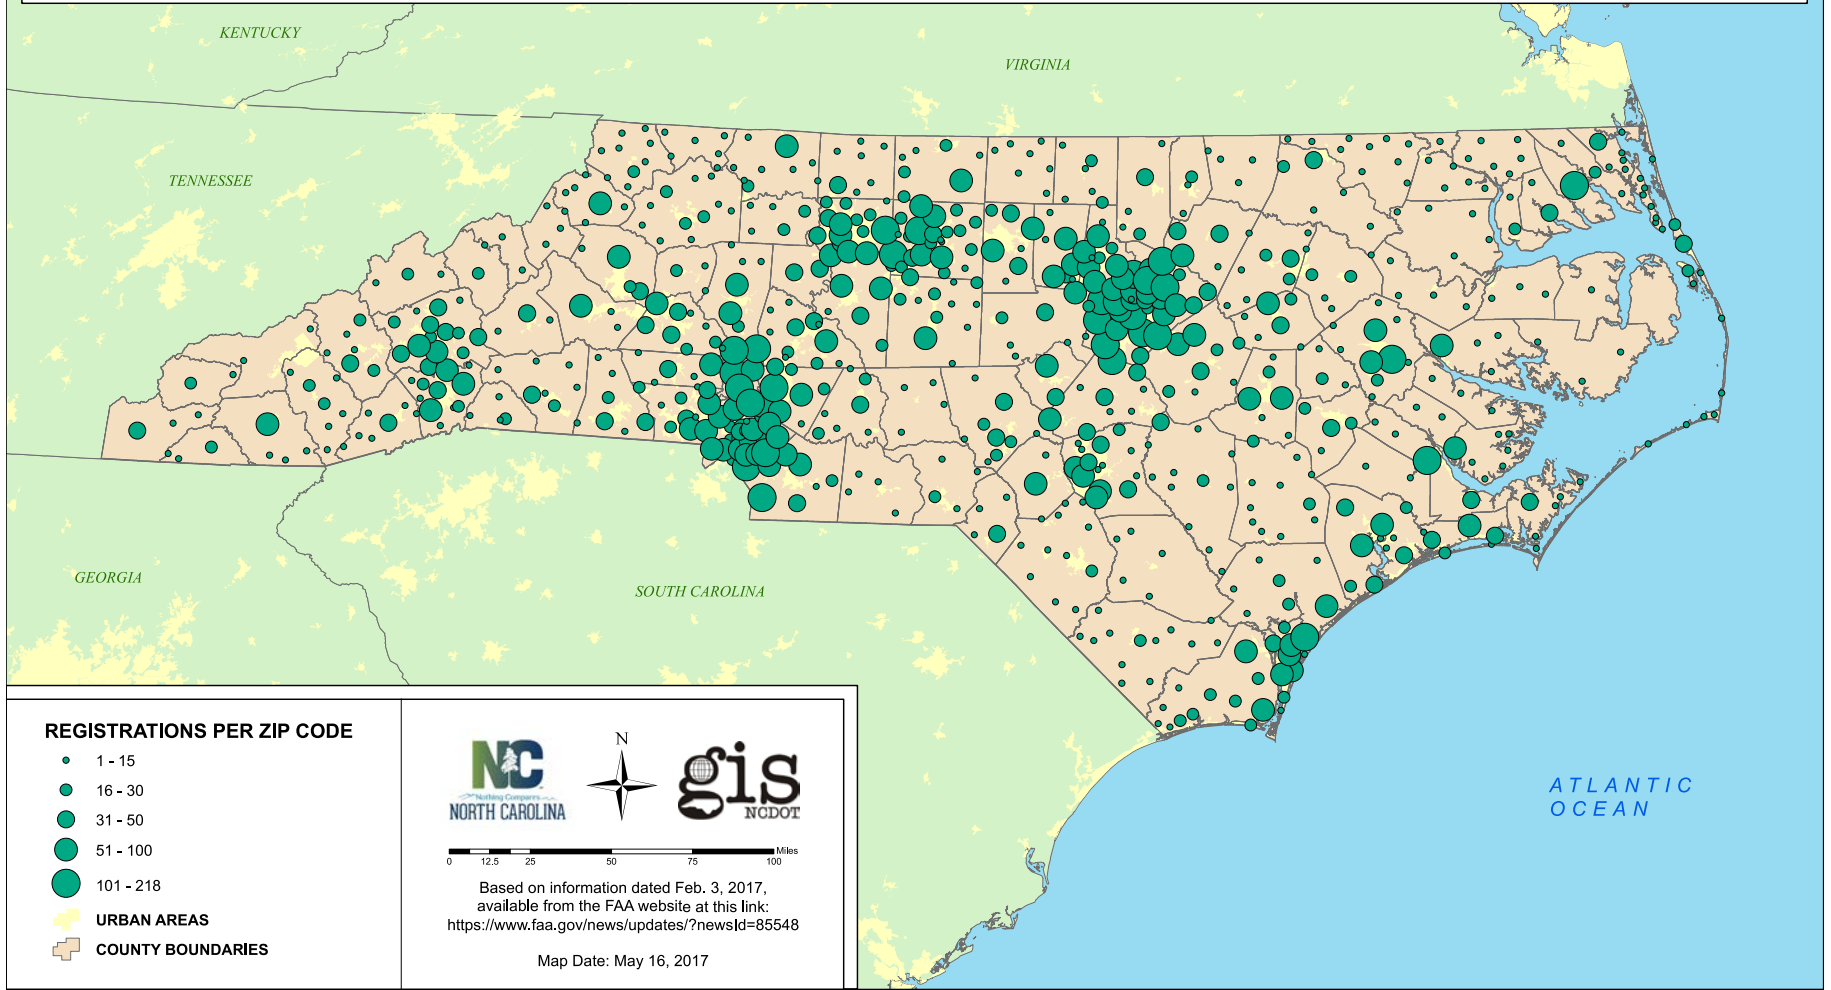 KENTUCKY
VIRGINIA
TENNESSEE
GEORGIA
SOUTH CAROLINA
ATLANTIC
OCEAN
REGISTRATIONS PER ZIP CODE
1 - 15
16 - 30
31 - 50
51 - 100
101 - 218
URBAN AREAS
COUNTY BOUNDARIES
NC
Nothing Compares
NORTH CAROLINA
N
gis
NCDOT
0 12.5 25 50 75 100 Miles
Based on information dated Feb. 3, 2017,
available from the FAA website at this link:
https://www.faa.gov/news/updates/?newsId=85548
Map Date: May 16, 2017